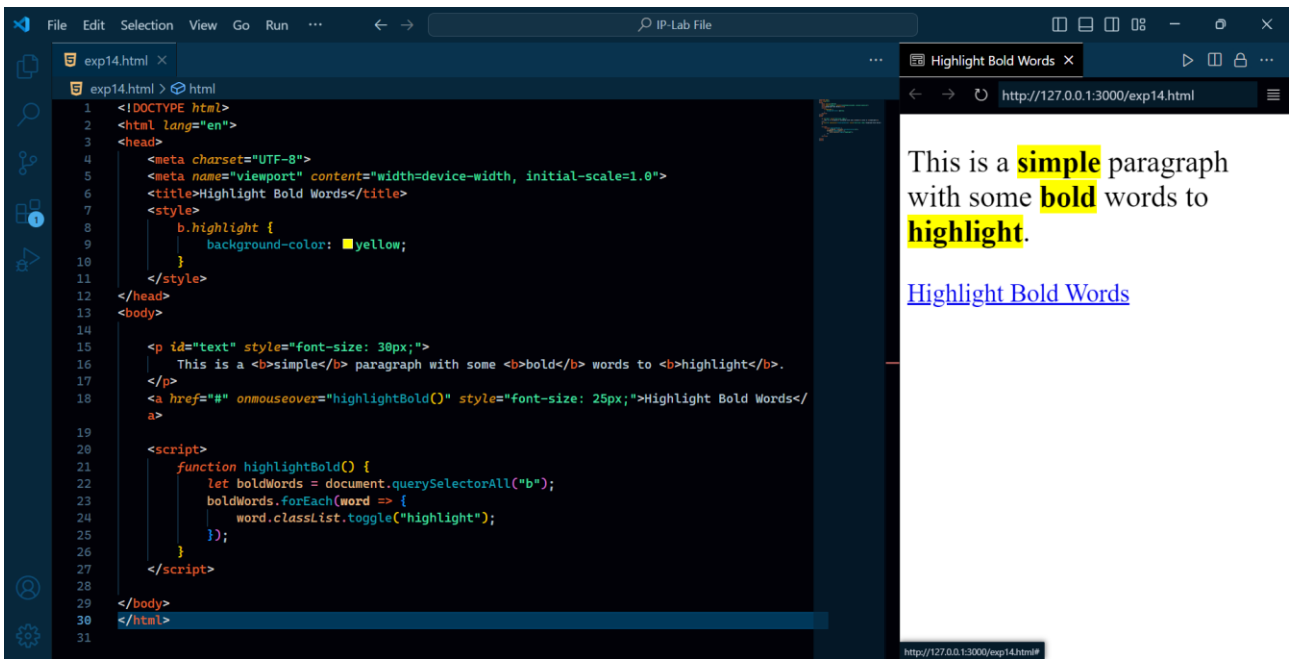 File Edit Selection View Go Run ··· ← → IP-Lab File
exp14.html ×
exp14.html > html
1 <!DOCTYPE html>
2 <html lang="en">
3 <head>
4 <meta charset="UTF-8">
5 <meta name="viewport" content="width=device-width, initial-scale=1.0">
6 <title>Highlight Bold Words</title>
7 <style>
8 b.highlight {
9 background-color: yellow;
10 }
11 </style>
12 </head>
13 <body>
14
15 <p id="text" style="font-size: 30px;">
16 This is a <b>simple</b> paragraph with some <b>bold</b> words to <b>highlight</b>.
17 </p>
18 <a href="#" onmouseover="highlightBold()" style="font-size: 25px;">Highlight Bold Words</
a>
19
20 <script>
21 function highlightBold() {
22 let boldWords = document.querySelectorAll("b");
23 boldWords.forEach(word => {
24 word.classList.toggle("highlight");
25 });
26 }
27 </script>
28
29 </body>
30 </html>
31
1
Highlight Bold Words ×
http://127.0.0.1:3000/exp14.html
This is a simple paragraph
with some bold words to
highlight.
Highlight Bold Words
http://127.0.0.1:3000/exp14.html#